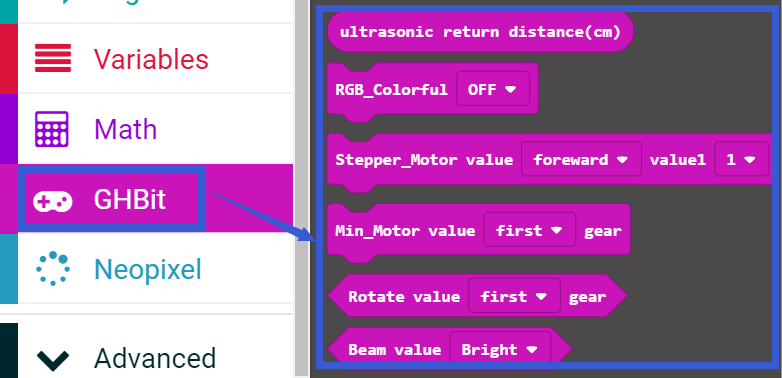 Variables
Math
GHBit
Neopixel
Advanced
ultrasonic return distance(cm)
RGB_Colorful OFF
Stepper_Motor value foreward value1 1
Min_Motor value first gear
Rotate value first gear
Beam value Bright